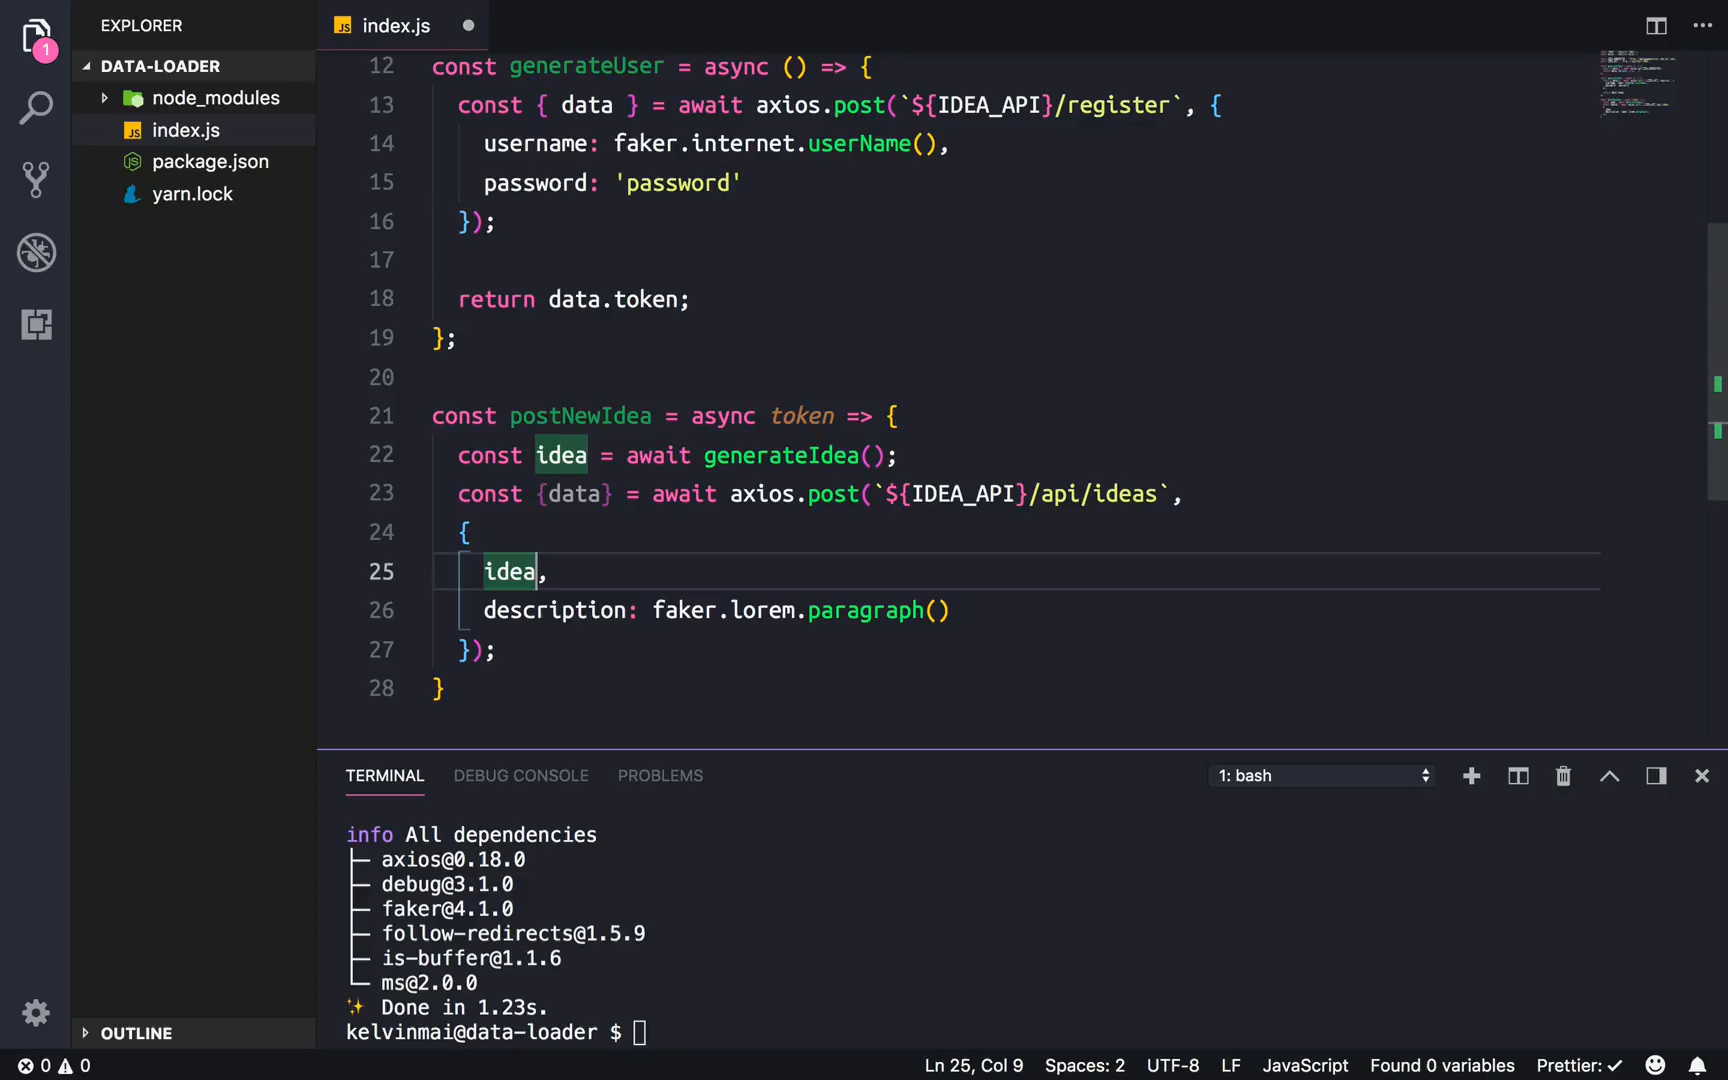 1
EXPLORER
DATA-LOADER
node_modules
JS index.js
JS package.json
yarn.lock
OUTLINE
JS index.js
12 const generateUser = async () => {
13 const { data } = await axios.post(`${IDEA_API}/register`, {
14 username: faker.internet.userName(),
15 password: 'password'
16 });
17
18 return data.token;
19 };
20
21 const postNewIdea = async token => {
22 const idea = await generateIdea();
23 const {data} = await axios.post(`${IDEA_API}/api/ideas`,
24 {
25 idea,
26 description: faker.lorem.paragraph()
27 });
28 }
TERMINAL DEBUG CONSOLE PROBLEMS 1: bash
info All dependencies
├─ axios@0.18.0
├─ debug@3.1.0
├─ faker@4.1.0
├─ follow-redirects@1.5.9
├─ is-buffer@1.1.6
└─ ms@2.0.0
✨ Done in 1.23s.
kelvinmai@data-loader $
0 0 Ln 25, Col 9 Spaces: 2 UTF-8 LF JavaScript Found 0 variables Prettier: ✓